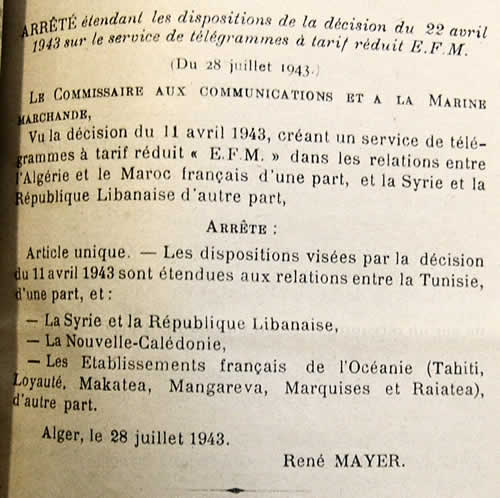 ARRÊTÉ étendant les dispositions de la décision du 22 avril
1943 sur le service de télégrammes à tarif réduit E.F.M.
(Du 28 juillet 1943.)
LE COMMISSAIRE AUX COMMUNICATIONS ET A LA MARINE
MARCHANDE,
Vu la décision du 11 avril 1943, créant un service de télé-
grammes à tarif réduit « E.F.M. » dans les relations entre
l'Algérie et le Maroc français d'une part, et la Syrie et la
République Libanaise d'autre part,
ARRÊTE :
Article unique. — Les dispositions visées par la décision
du 11 avril 1943 sont étendues aux relations entre la Tunisie,
d'une part, et :
— La Syrie et la République Libanaise,
— La Nouvelle-Calédonie,
— Les Etablissements français de l'Océanie (Tahiti,
Loyauté, Makatea, Mangareva, Marquises et Raiatea),
d'autre part.
Alger, le 28 juillet 1943.
René MAYER.